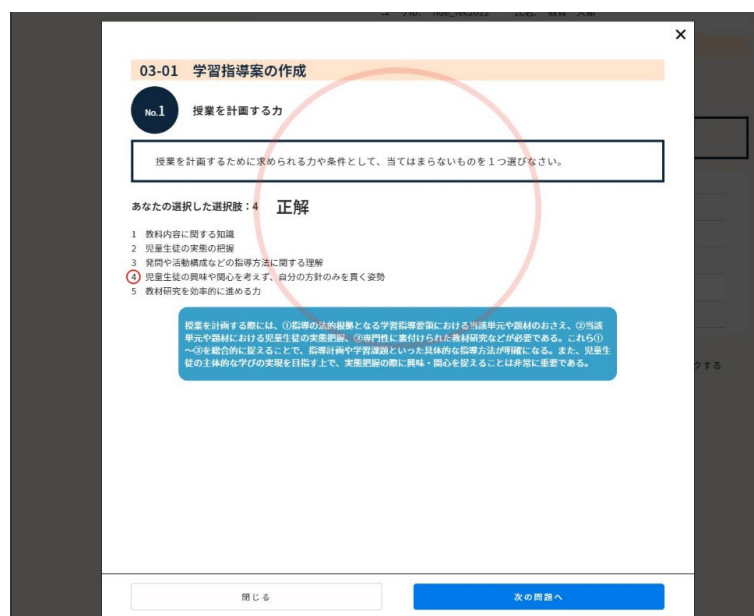 ユーザID: hue_rec2022 氏名: 教育 太郎
×
03-01 学習指導案の作成
No.1 授業を計画する力
授業を計画するために求められる力や条件として、当てはまらないものを１つ選びなさい。
あなたの選択した選択肢：4 正解
1 教科内容に関する知識
2 児童生徒の実態の把握
3 発問や活動構成などの指導方法に関する理解
4 児童生徒の興味や関心を考えず、自分の方針のみを貫く姿勢
5 教材研究を効率的に進める力
授業を計画する際には、①指導の法的根拠となる学習指導要領における当該単元や題材のおさえ、②当該
単元や題材における児童生徒の実態把握、③専門性に裏付けられた教材研究などが必要である。これら①
～③を総合的に捉えることで、指導計画や学習課題といった具体的な指導方法が明確になる。また、児童生
徒の主体的な学びの実現を目指す上で、実態把握の際に興味・関心を捉えることは非常に重要である。
クする
閉じる
次の問題へ